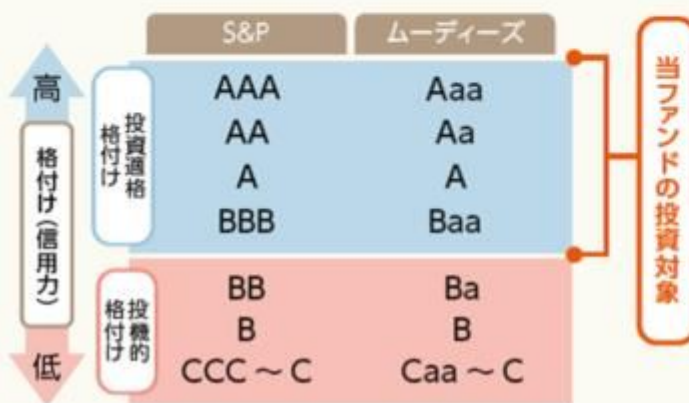 S&P ムーディーズ
高
格付け(信用力)
低
投資適格
格付け
AAA Aaa
AA Aa
A A
BBB Baa
投機的
格付け
BB Ba
B B
CCC ～ C Caa ～ C
当ファンドの投資対象